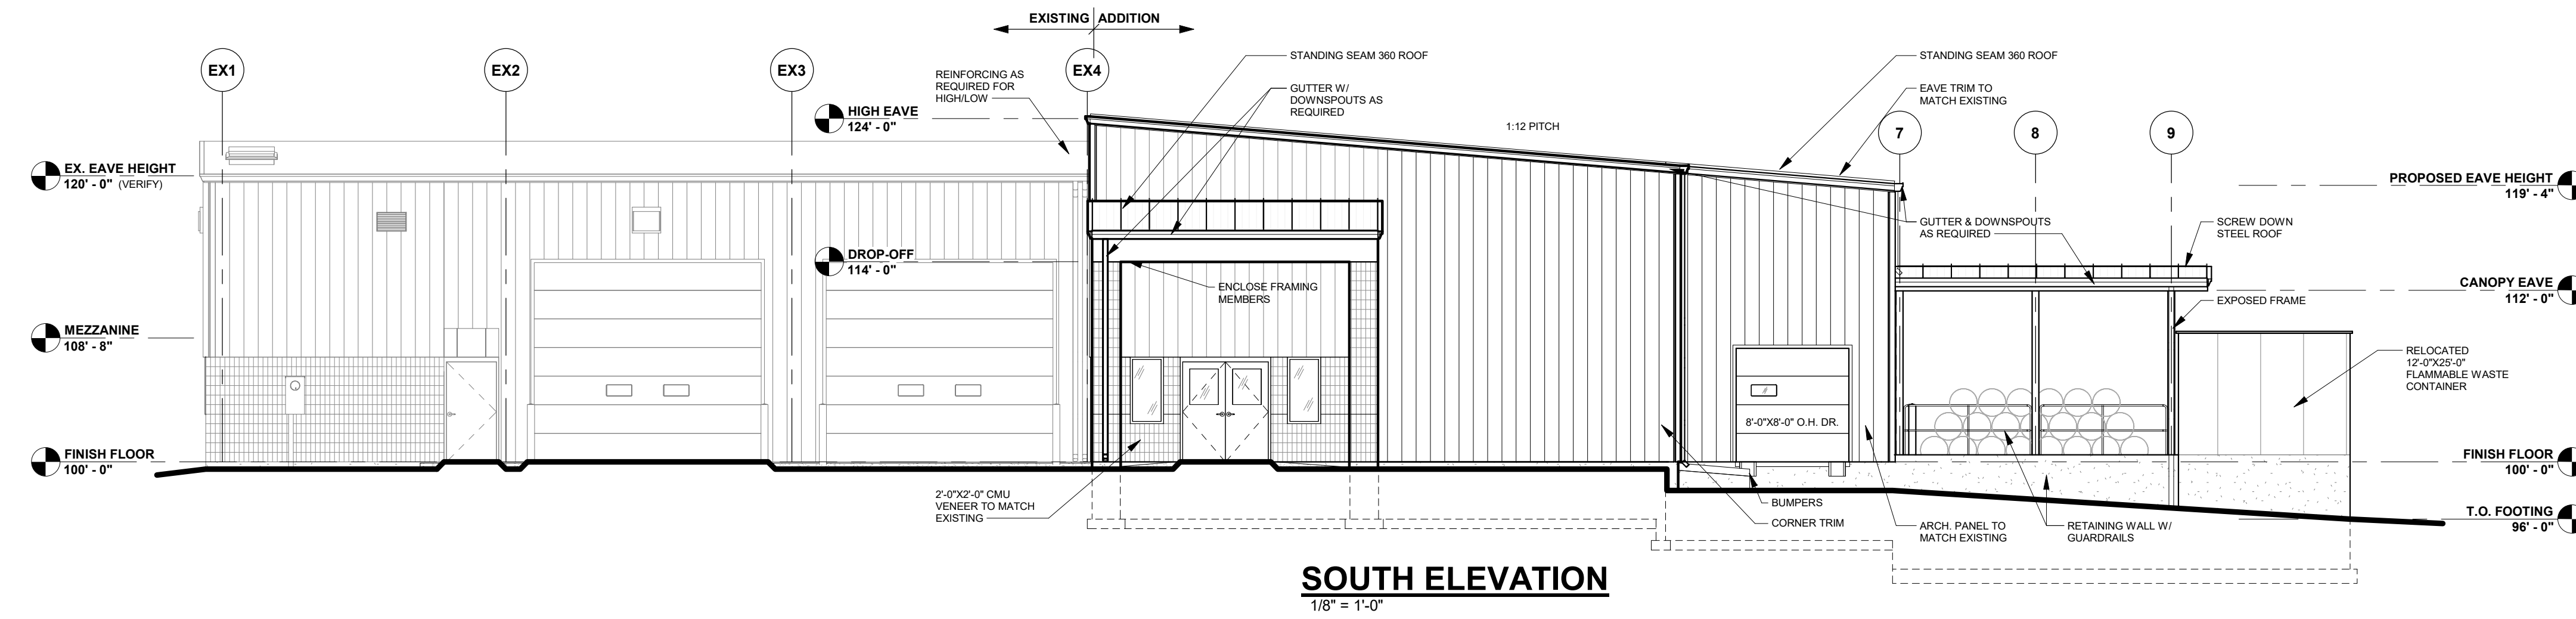 EXISTING ADDITION
EX1
EX2
EX3
EX4
7
8
9
REINFORCING AS
REQUIRED FOR
HIGH/LOW
STANDING SEAM 360 ROOF
GUTTER W/
DOWNSPOUTS AS
REQUIRED
1:12 PITCH
STANDING SEAM 360 ROOF
EAVE TRIM TO
MATCH EXISTING
HIGH EAVE
124' - 0"
EX. EAVE HEIGHT
120' - 0" (VERIFY)
PROPOSED EAVE HEIGHT
119' - 4"
GUTTER & DOWNSPOUTS
AS REQUIRED
SCREW DOWN
STEEL ROOF
DROP-OFF
114' - 0"
ENCLOSE FRAMING
MEMBERS
CANOPY EAVE
112' - 0"
EXPOSED FRAME
MEZZANINE
108' - 8"
RELOCATED
12'-0"X25'-0"
FLAMMABLE WASTE
CONTAINER
8'-0"X8'-0" O.H. DR.
FINISH FLOOR
100' - 0"
FINISH FLOOR
100' - 0"
2'-0"X2'-0" CMU
VENEER TO MATCH
EXISTING
BUMPERS
CORNER TRIM
ARCH. PANEL TO
MATCH EXISTING
RETAINING WALL W/
GUARDRAILS
T.O. FOOTING
96' - 0"
SOUTH ELEVATION
1/8" = 1'-0"